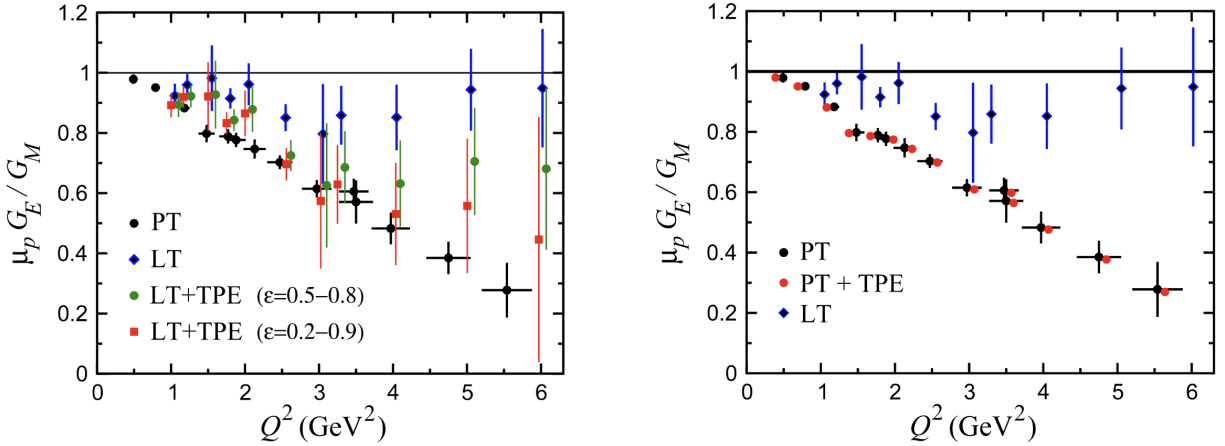 1.2
1
0.8
0.6
0.4
0.2
0
μp GE / GM
PT
LT
LT+TPE (ε=0.5–0.8)
LT+TPE (ε=0.2–0.9)
0 1 2 3 4 5 6
Q² (GeV²)
1.2
1
0.8
0.6
0.4
0.2
0
μp GE / GM
PT
PT + TPE
LT
0 1 2 3 4 5 6
Q² (GeV²)